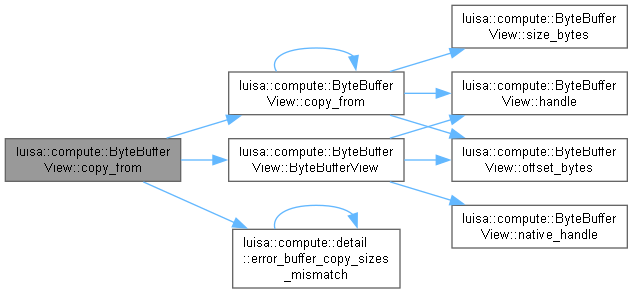 luisa::compute::ByteBuffer
View::copy_from
luisa::compute::ByteBuffer
View::copy_from
luisa::compute::ByteBuffer
View::ByteBufferView
luisa::compute::detail
::error_buffer_copy_sizes
_mismatch
luisa::compute::ByteBuffer
View::size_bytes
luisa::compute::ByteBuffer
View::handle
luisa::compute::ByteBuffer
View::offset_bytes
luisa::compute::ByteBuffer
View::native_handle